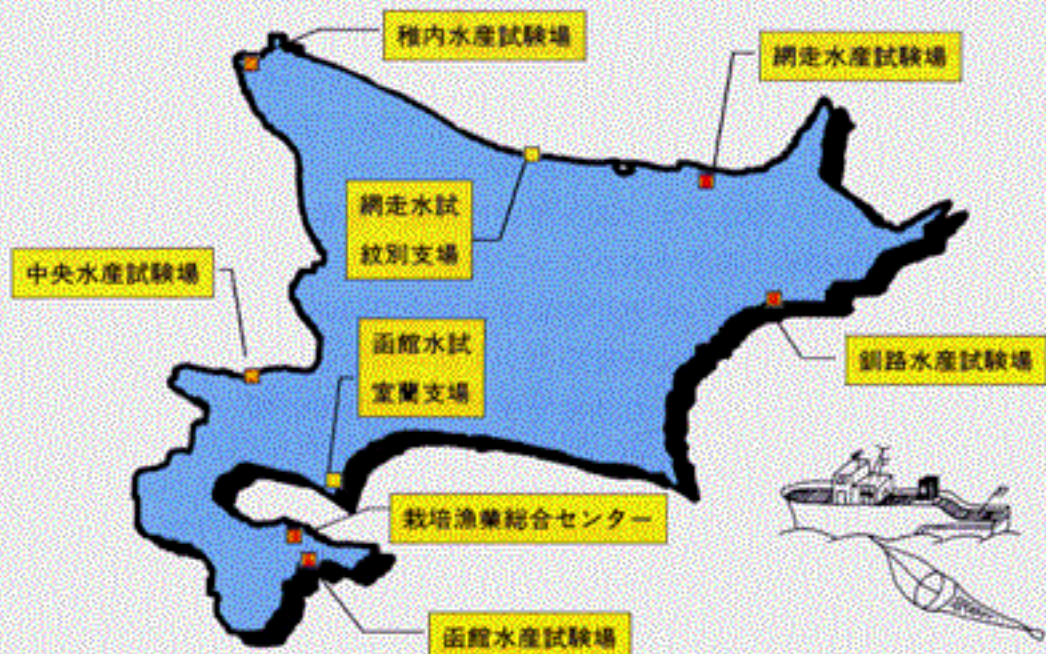 稚内水産試験場
網走水産試験場
網走水試
紋別支場
中央水産試験場
函館水試
室蘭支場
釧路水産試験場
栽培漁業総合センター
函館水産試験場